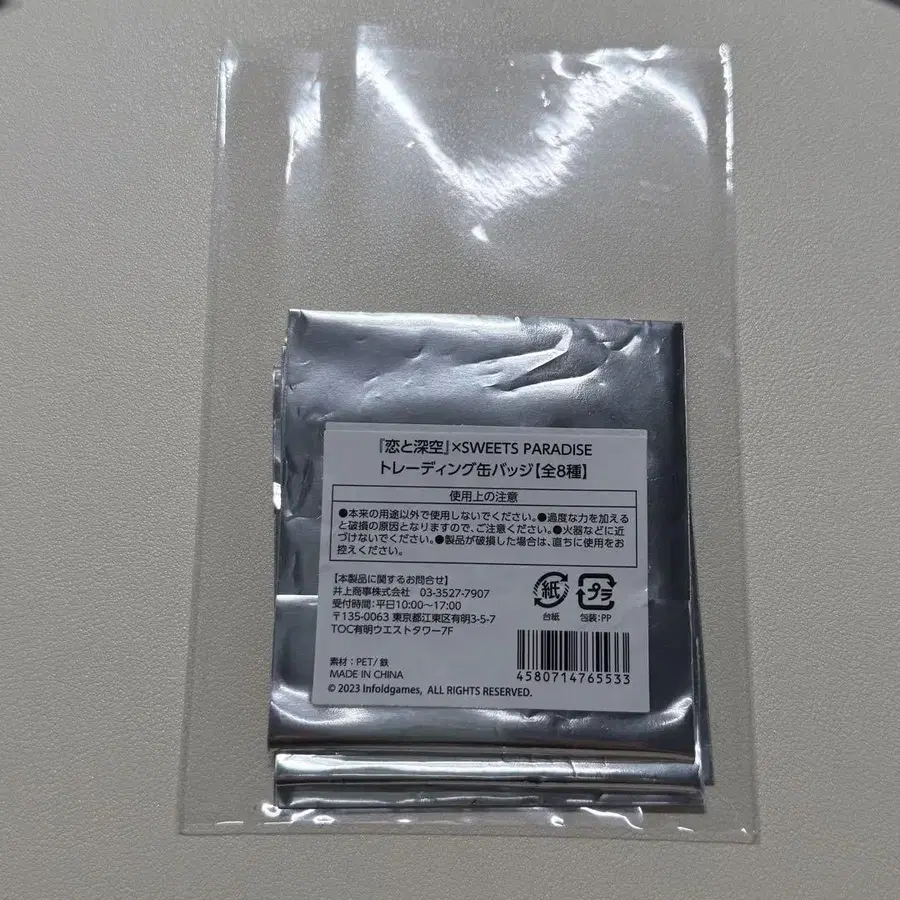 『恋と深空』×SWEETS PARADISE
トレーディング缶バッジ【全8種】
使用上の注意
●本来の用途以外で使用しないでください。●過度な力を加える
と破損の原因となりますので、ご注意ください。●火器などに近
づけないでください。●製品が破損した場合は、直ちに使用をお
控えください。
【本製品に関するお問合せ】
井上商事株式会社 03-3527-7907
受付時間：平日10:00～17:00
〒135-0063 東京都江東区有明3-5-7
TOC有明ウエストタワー7F
紙
台紙
プラ
包装：PP
素材：PET/ 鉄
MADE IN CHINA
© 2023 Infoldgames, ALL RIGHTS RESERVED.
4580714765533